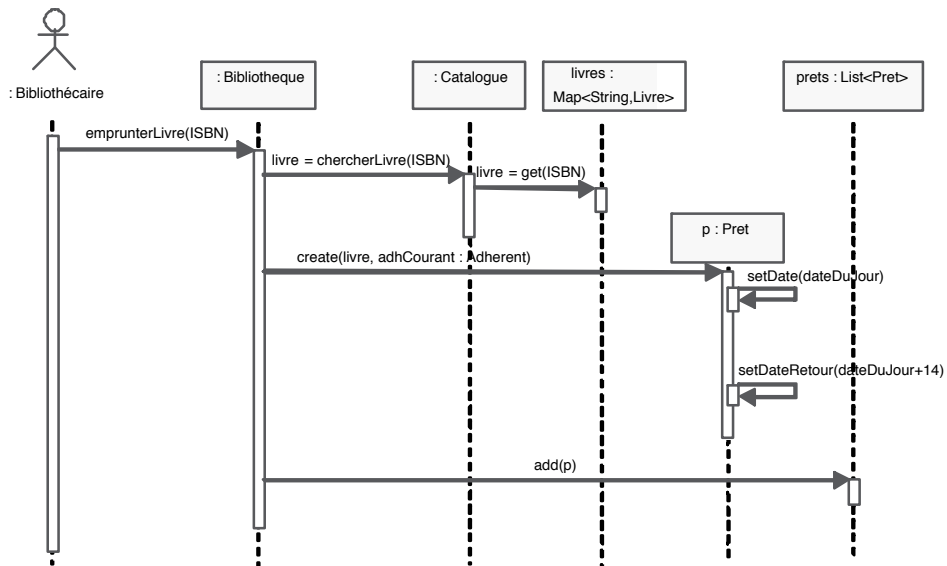 : Bibliothécaire
: Bibliotheque
: Catalogue
livres :
Map<String,Livre>
prets : List<Pret>
emprunterLivre(ISBN)
livre = chercherLivre(ISBN)
livre = get(ISBN)
p : Pret
create(livre, adhCourant : Adherent)
setDate(dateDuJour)
setDateRetour(dateDuJour+14)
add(p)